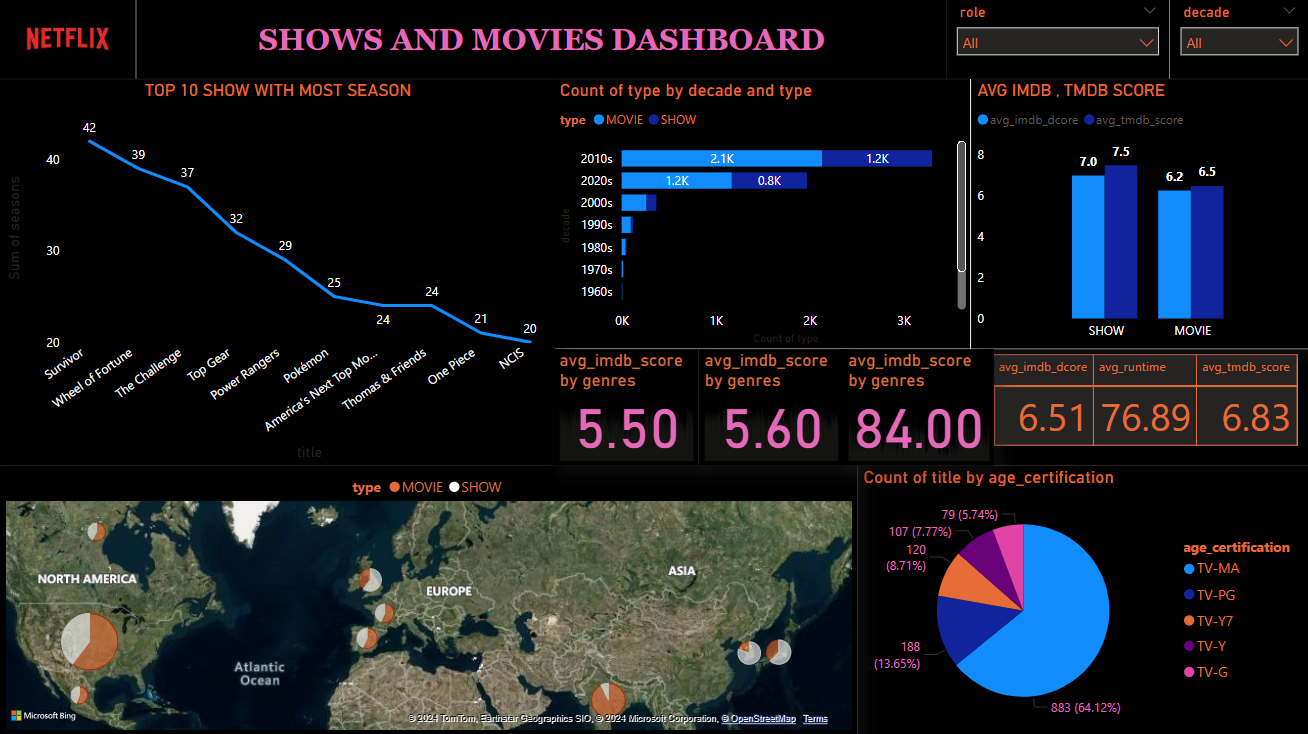 NETFLIX
SHOWS AND MOVIES DASHBOARD
role
All
decade
All
TOP 10 SHOW WITH MOST SEASON
Sum of seasons
40
30
20
42
39
37
32
29
25
24
24
21
20
Survivor
Wheel of Fortune
The Challenge
Top Gear
Power Rangers
Pokémon
America's Next Top Mo...
Thomas & Friends
One Piece
NCIS
title
Count of type by decade and type
type MOVIE SHOW
decade
2010s 2.1K 1.2K
2020s 1.2K 0.8K
2000s
1990s
1980s
1970s
1960s
0K 1K 2K 3K
Count of type
AVG IMDB , TMDB SCORE
avg_imdb_dcore avg_tmdb_score
8
6
4
2
0
7.0 7.5
6.2 6.5
SHOW MOVIE
avg_imdb_score
by genres
5.50
avg_imdb_score
by genres
5.60
avg_imdb_score
by genres
84.00
avg_imdb_dcore avg_runtime avg_tmdb_score
6.51 76.89 6.83
type MOVIE SHOW
NORTH AMERICA
EUROPE
ASIA
Atlantic
Ocean
Microsoft Bing
© 2024 TomTom, Earthstar Geographics SIO, © 2024 Microsoft Corporation, © OpenStreetMap Terms
Count of title by age_certification
79 (5.74%)
107 (7.77%)
120
(8.71%)
188
(13.65%)
883 (64.12%)
age_certification
TV-MA
TV-PG
TV-Y7
TV-Y
TV-G